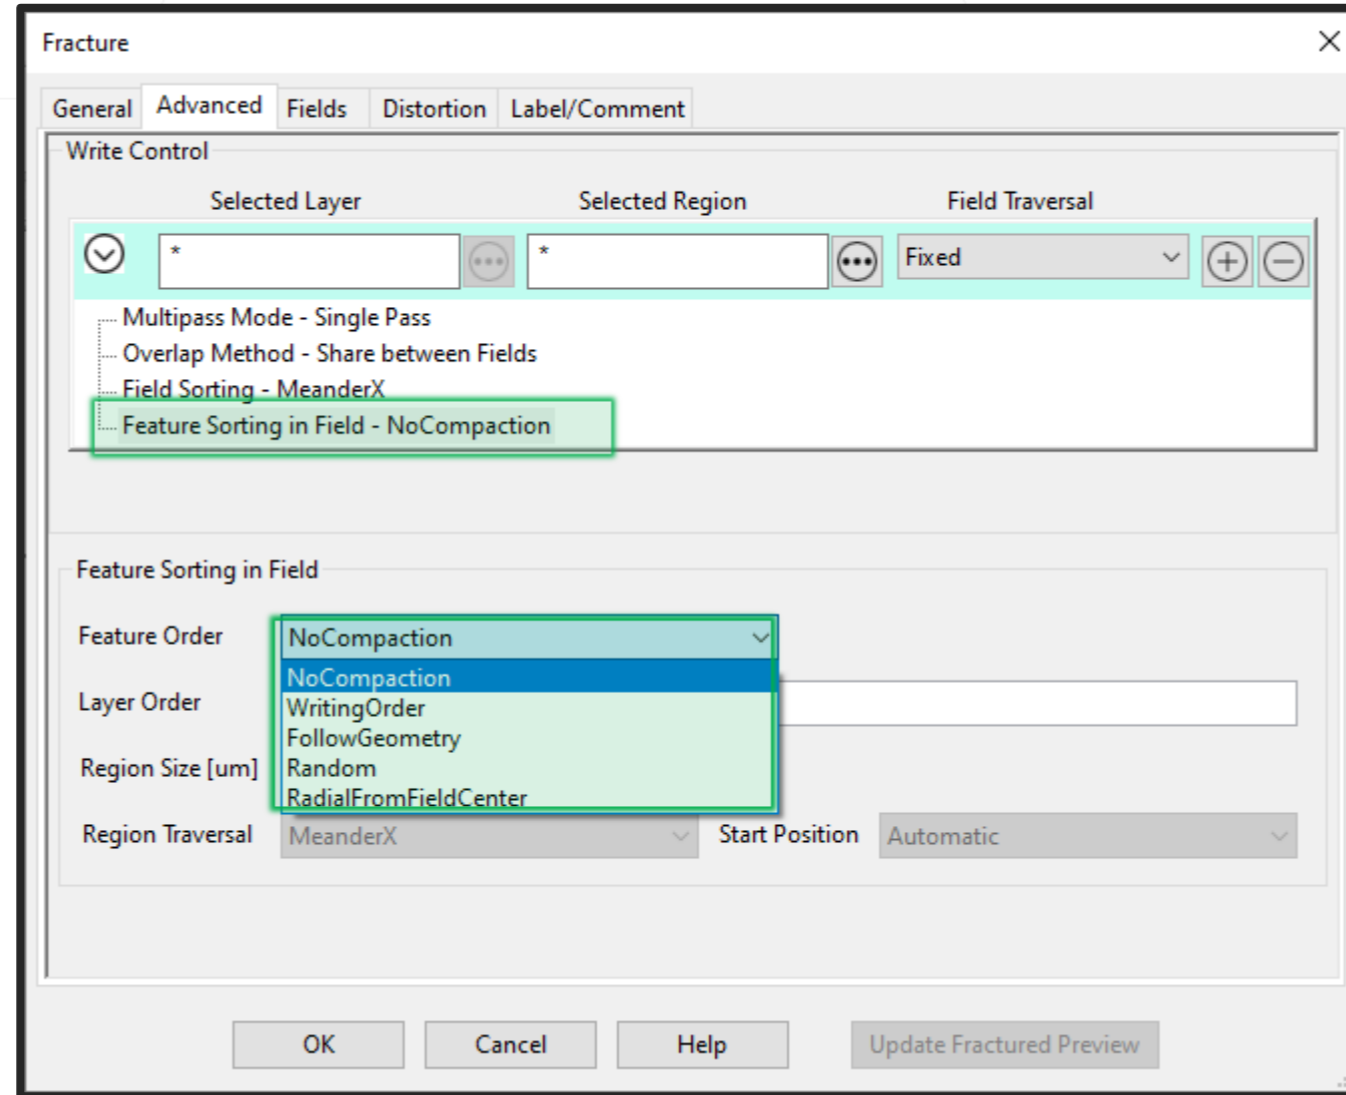 Fracture
General Advanced Fields Distortion Label/Comment
Write Control
Selected Layer Selected Region Field Traversal
* * Fixed
Multipass Mode - Single Pass
Overlap Method - Share between Fields
Field Sorting - MeanderX
Feature Sorting in Field - NoCompaction
Feature Sorting in Field
Feature Order NoCompaction
NoCompaction
Layer Order
WritingOrder
FollowGeometry
Region Size [um]
Random
RadialFromFieldCenter
Region Traversal MeanderX Start Position Automatic
OK Cancel Help Update Fractured Preview